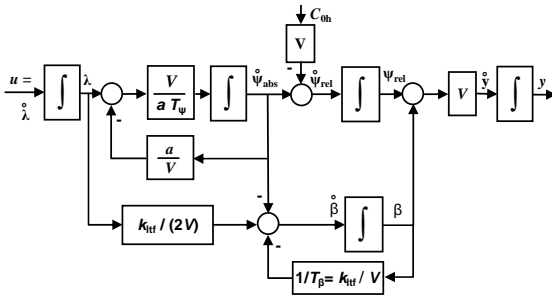 C0h
V
u =
λ̊
∫
λ
V
a Tψ
∫
ψ̊abs
-
ψ̊rel
∫
ψrel
V
ẙ
∫
y
-
a
V
kltf / (2V)
-
-
β̊
∫
β
1/Tβ= kltf / V